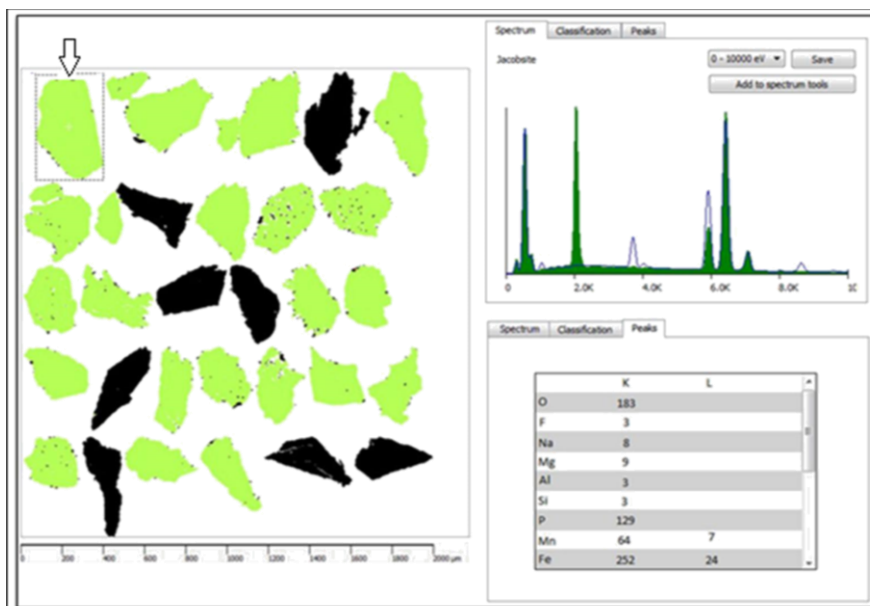 Spectrum Classification Peaks
Jacobsite 0 - 10000 eV Save
Add to spectrum tools
0 2.0K 4.0K 6.0K 8.0K 1(
0 200 400 600 800 1000 1200 1400 1600 1800 2000 µm
Spectrum Classification Peaks
K L
O 183
F 3
Na 8
Mg 9
Al 3
Si 3
P 129
Mn 64 7
Fe 252 24